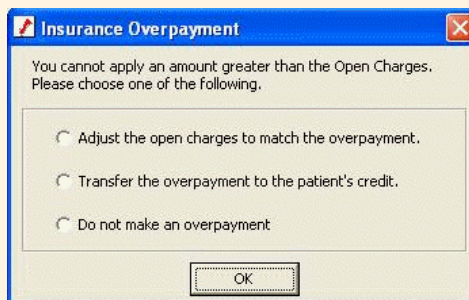 Insurance Overpayment
You cannot apply an amount greater than the Open Charges.
Please choose one of the following.
Adjust the open charges to match the overpayment.
Transfer the overpayment to the patient's credit.
Do not make an overpayment
OK